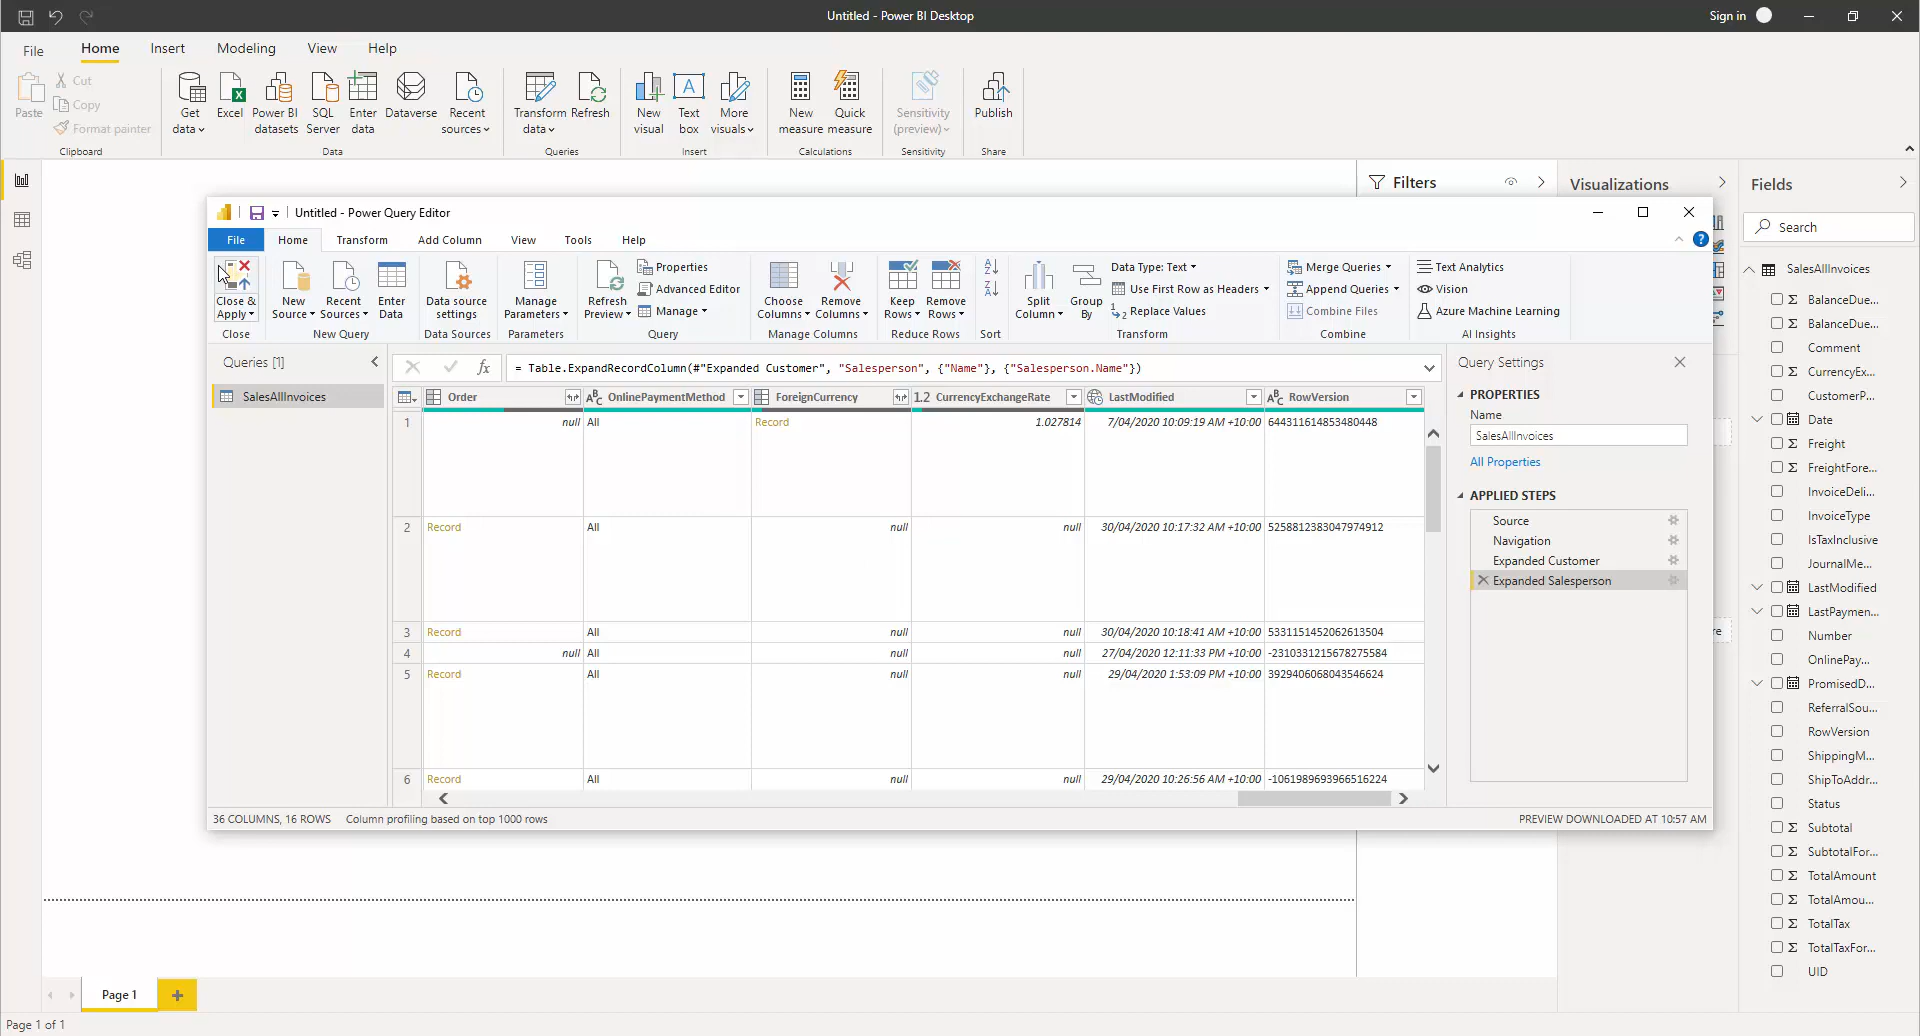 Untitled - Power BI Desktop
Sign in
File
Home
Insert
Modeling
View
Help
Paste
Cut
Copy
Format painter
Clipboard
Get data
Excel
Power BI datasets
SQL Server
Enter data
Dataverse
Recent sources
Data
Transform data
Refresh
Queries
New visual
Text box
More visuals
Insert
New measure
Quick measure
Calculations
Sensitivity (preview)
Sensitivity
Publish
Share
Filters
Visualizations
Fields
Search
Untitled - Power Query Editor
File
Home
Transform
Add Column
View
Tools
Help
Close & Apply
Close
New Source
Recent Sources
Enter Data
New Query
Data source settings
Data Sources
Manage Parameters
Parameters
Refresh Preview
Properties
Advanced Editor
Manage
Query
Choose Columns
Remove Columns
Manage Columns
Keep Rows
Remove Rows
Reduce Rows
Sort
Split Column
Group By
Data Type: Text
Use First Row as Headers
Replace Values
Transform
Merge Queries
Append Queries
Combine Files
Combine
Text Analytics
Vision
Azure Machine Learning
AI Insights
Queries [1]
SalesAllInvoices
= Table.ExpandRecordColumn(#"Expanded Customer", "Salesperson", {"Name"}, {"Salesperson.Name"})
Order OnlinePaymentMethod ForeignCurrency 1.2 CurrencyExchangeRate LastModified RowVersion
1 null All Record 1.027814 7/04/2020 10:09:19 AM +10:00 644311614853480448
2 Record All null null 30/04/2020 10:17:32 AM +10:00 5258812383047974912
3 Record All null null 30/04/2020 10:18:41 AM +10:00 5331151452062613504
4 null All null null 27/04/2020 12:11:33 PM +10:00 -2310331215678275584
5 Record All null null 29/04/2020 1:53:09 PM +10:00 3929406068043546624
6 Record All null null 29/04/2020 10:26:56 AM +10:00 -1061989693966516224
36 COLUMNS, 16 ROWS
Column profiling based on top 1000 rows
PREVIEW DOWNLOADED AT 10:57 AM
Query Settings
PROPERTIES
Name
SalesAllInvoices
All Properties
APPLIED STEPS
Source
Navigation
Expanded Customer
Expanded Salesperson
re
SalesAllInvoices
BalanceDue...
BalanceDue...
Comment
CurrencyEx...
CustomerP...
Date
Freight
FreightFore...
InvoiceDeli...
InvoiceType
IsTaxInclusive
JournalMe...
LastModified
LastPaymen...
Number
OnlinePay...
PromisedD...
ReferralSou...
RowVersion
ShippingM...
ShipToAddr...
Status
Subtotal
SubtotalFor...
TotalAmount
TotalAmou...
TotalTax
TotalTaxFor...
UID
Page 1
Page 1 of 1